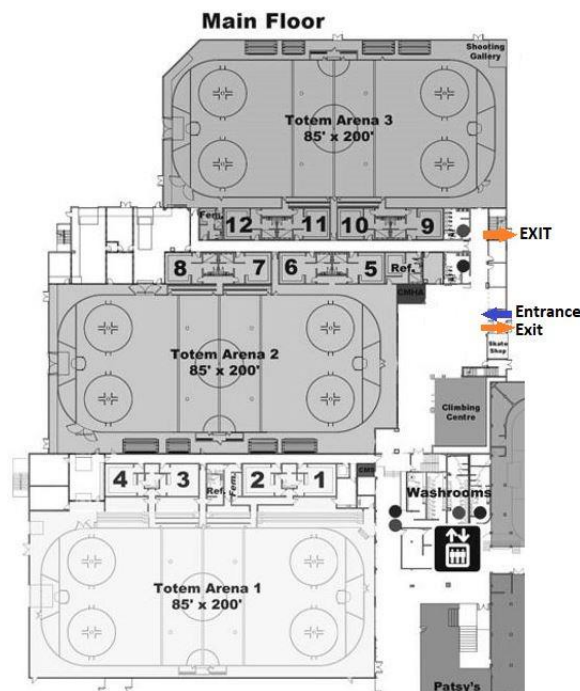 Main Floor
Shooting
Gallery
Totem Arena 3
85' x 200'
Fem.
12
11
10
9
EXIT
8
7
6
5
Ref.
CMHA
Entrance
Exit
Skate
Shop
Totem Arena 2
85' x 200'
Climbing
Centre
4
3
Ref.
Fem.
2
1
Washrooms
Totem Arena 1
85' x 200'
Patsy's